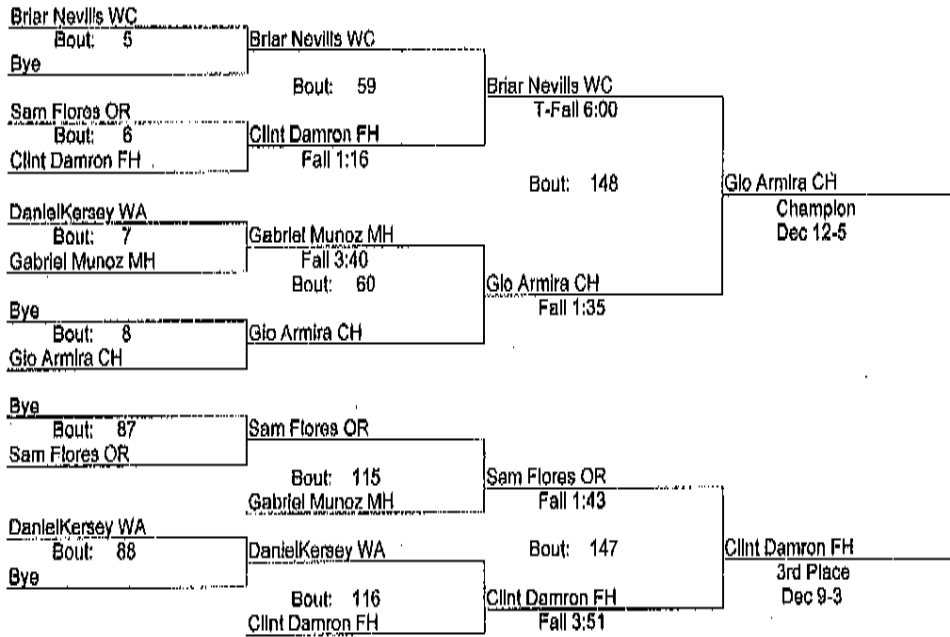 Briar Nevills WC
Bout: 5
Bye
Briar Nevills WC
Bout: 59
Sam Flores OR
Bout: 6
Clint Damron FH
Clint Damron FH
Fall 1:16
Briar Nevills WC
T-Fall 6:00
Bout: 148
DanielKersey WA
Bout: 7
Gabriel Munoz MH
Gabriel Munoz MH
Fall 3:40
Bout: 60
Bye
Bout: 8
Gio Armira CH
Gio Armira CH
Gio Armira CH
Fall 1:35
Gio Armira CH
Champion
Dec 12-5
Bye
Bout: 87
Sam Flores OR
Sam Flores OR
Bout: 115
Gabriel Munoz MH
Sam Flores OR
Fall 1:43
Bout: 147
DanielKersey WA
Bout: 88
Bye
DanielKersey WA
Bout: 116
Clint Damron FH
Clint Damron FH
Fall 3:51
Clint Damron FH
3rd Place
Dec 9-3